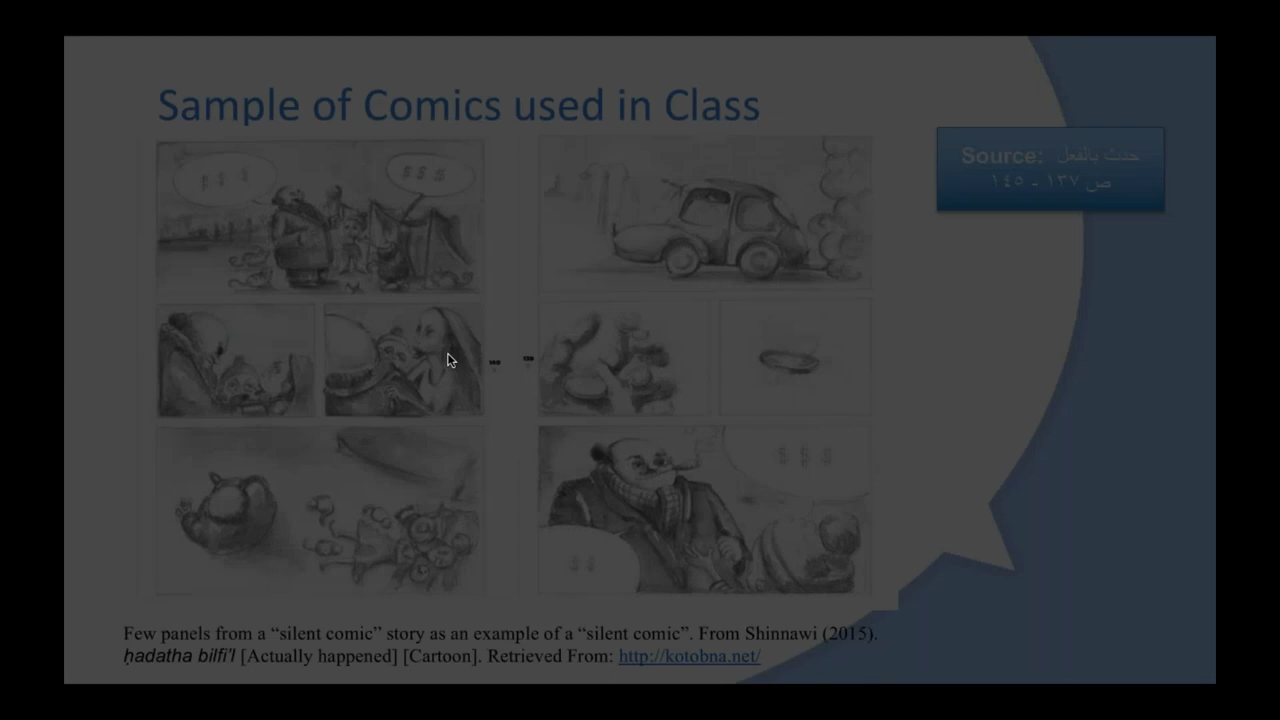 Sample of Comics used in Class
Source: حدث بالفعل
ص ١٣٧ - ١٤٥
Few panels from a “silent comic” story as an example of a “silent comic”. From Shinnawi (2015).
ḥadatha bilfi'l [Actually happened] [Cartoon]. Retrieved From: http://kotobna.net/